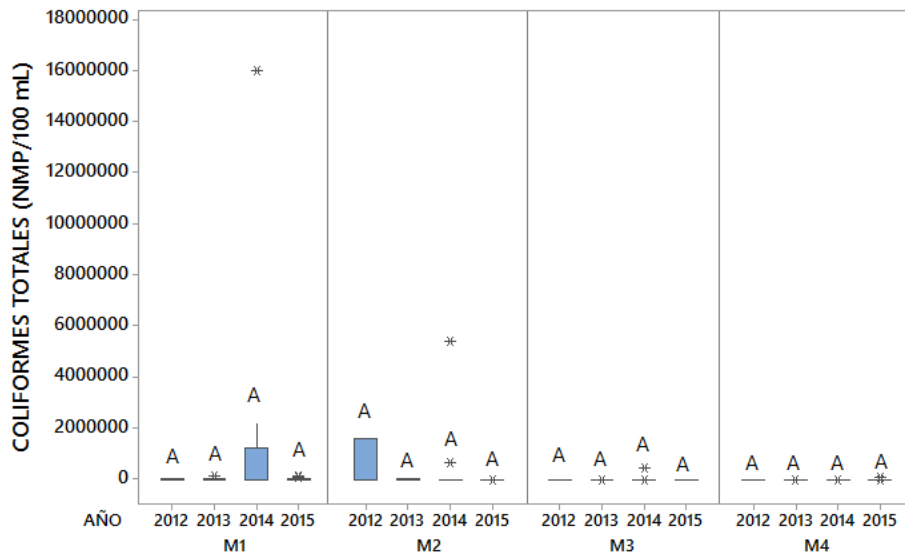 COLIFORMES TOTALES (NMP/100 mL)
18000000
16000000
14000000
12000000
10000000
8000000
6000000
4000000
2000000
0
A A A A A A A A A A A A A A A A
AÑO 2012 2013 2014 2015 2012 2013 2014 2015 2012 2013 2014 2015 2012 2013 2014 2015
M1 M2 M3 M4